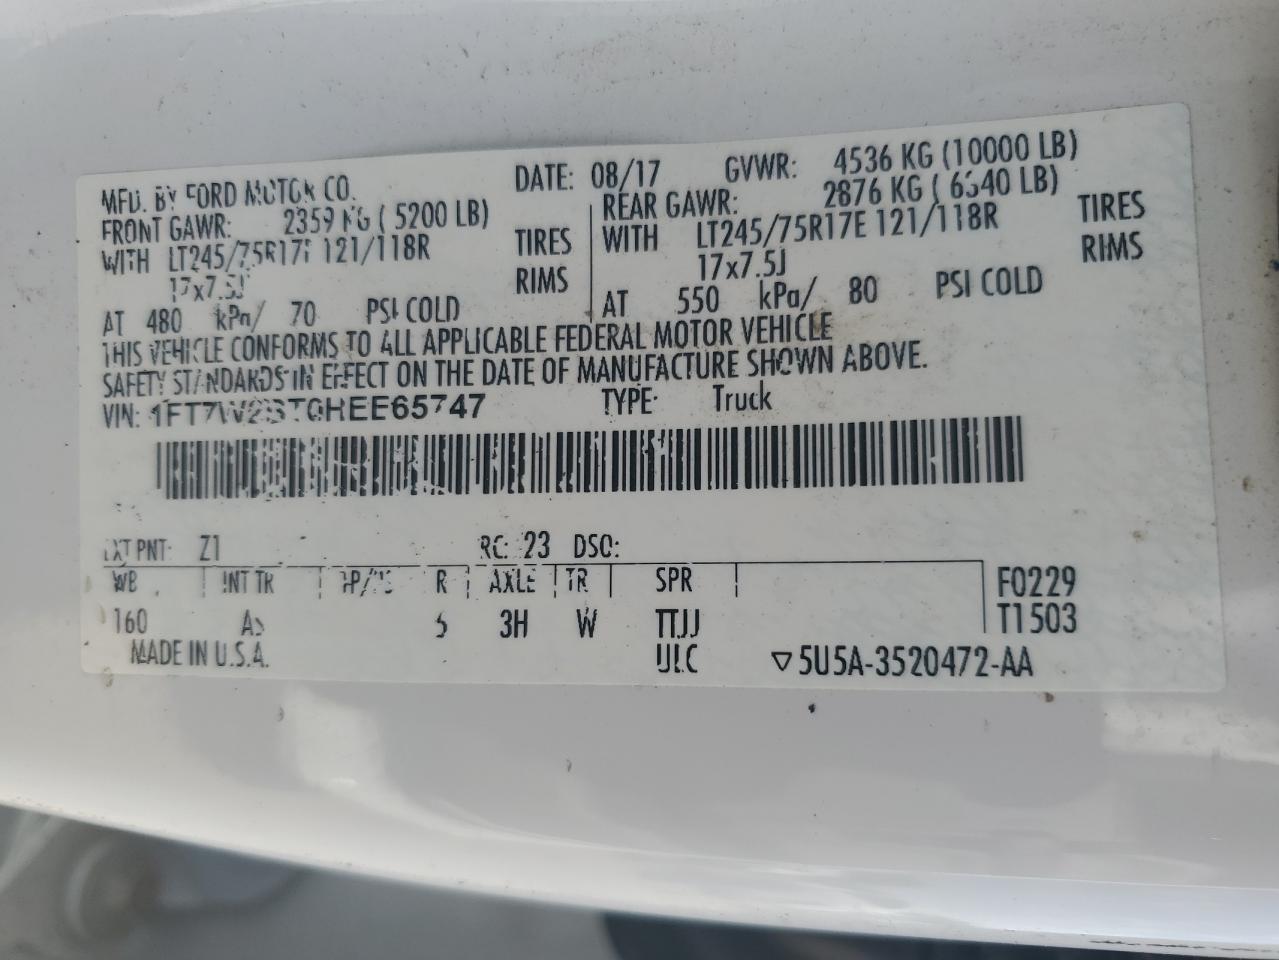 MFD. BY FORD MOTOR CO.
DATE: 08/17 GVWR: 4536 KG (10000 LB)
FRONT GAWR: 2359 KG ( 5200 LB)
REAR GAWR: 2876 KG ( 6340 LB)
WITH LT245/75R17E 121/118R TIRES
WITH LT245/75R17E 121/118R TIRES
17x7.5J RIMS
17x7.5J RIMS
AT 480 kPa/ 70 PSI COLD
AT 550 kPa/ 80 PSI COLD
THIS VEHICLE CONFORMS TO ALL APPLICABLE FEDERAL MOTOR VEHICLE
SAFETY STANDARDS IN EFFECT ON THE DATE OF MANUFACTURE SHOWN ABOVE.
VIN: TYPE: Truck
EXT PNT: Z1 RC: 23 DSO:
WB INT TR R AXLE TR SPR F0229
160 3H W TTJJ T1503
MADE IN U.S.A. ULC ▽ 5U5A-3520472-AA